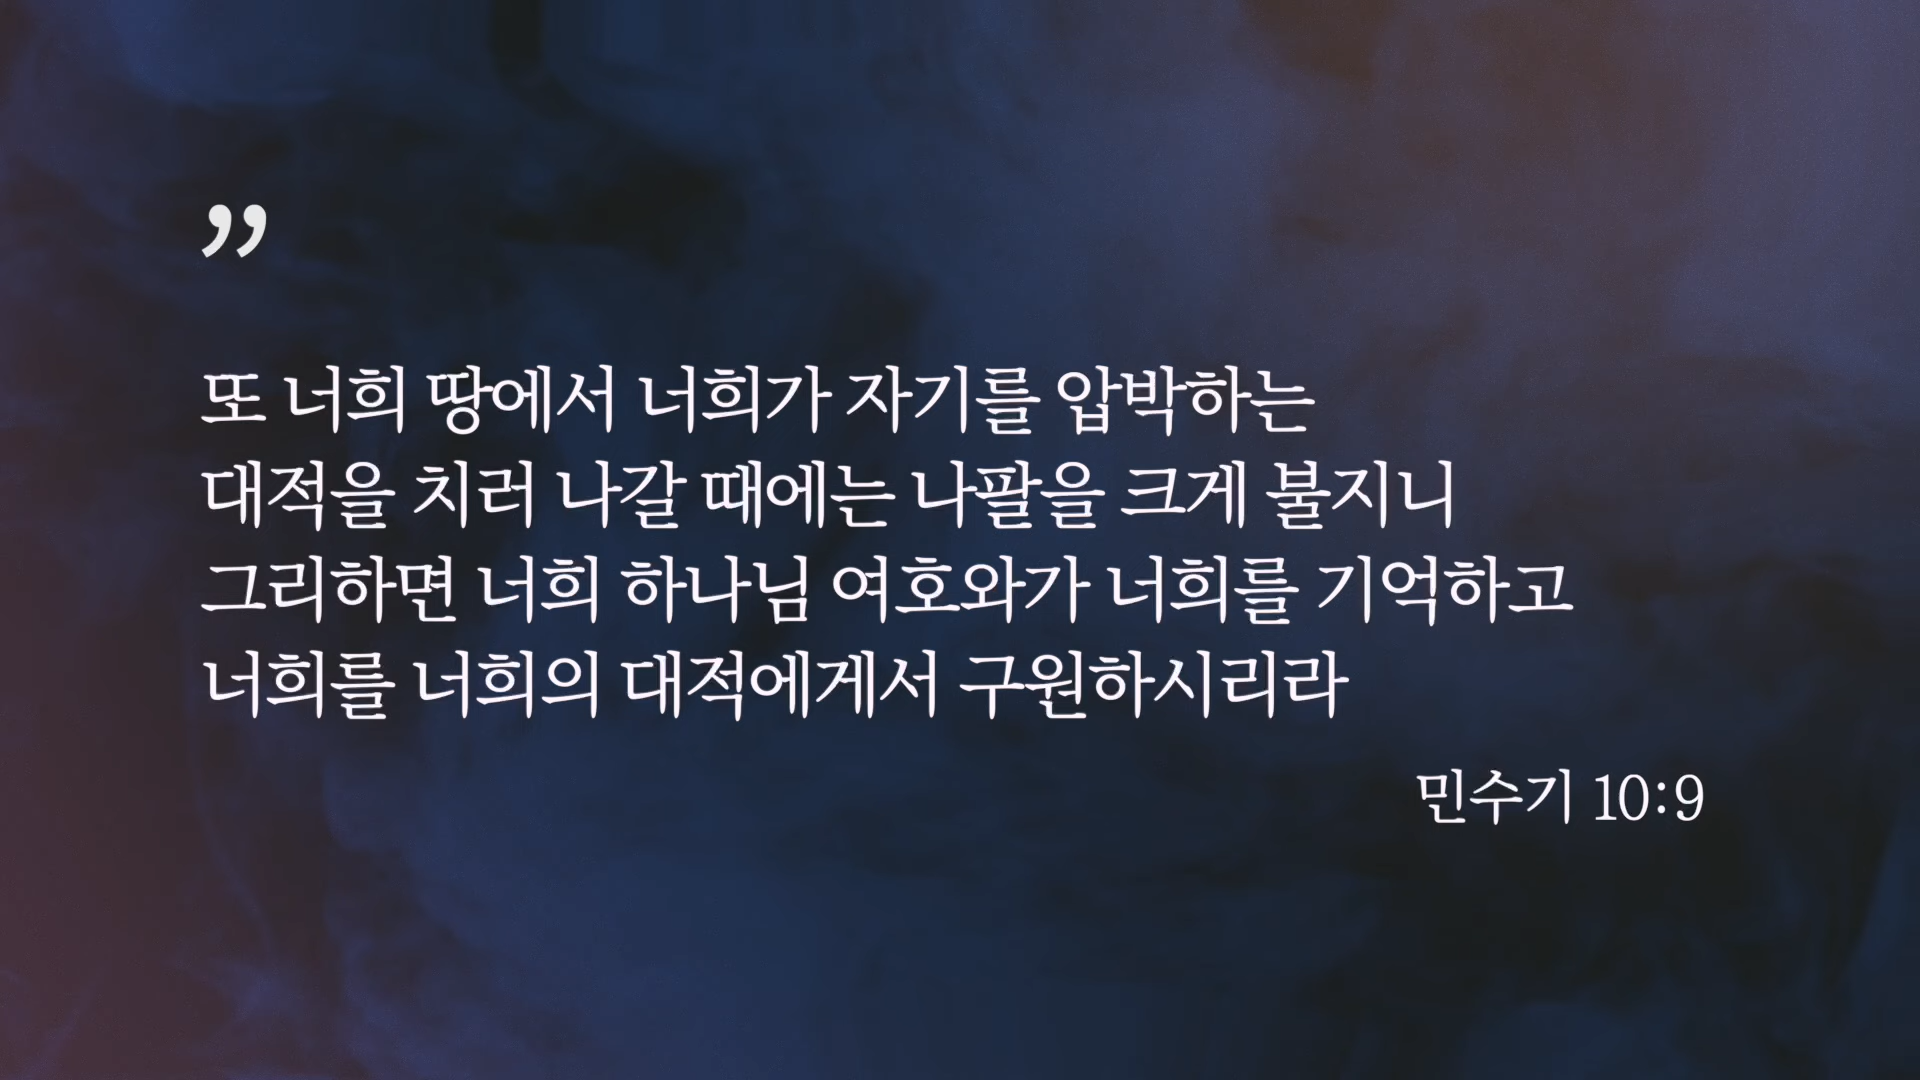 ”
또 너희 땅에서 너희가 자기를 압박하는
대적을 치러 나갈 때에는 나팔을 크게 불지니
그리하면 너희 하나님 여호와가 너희를 기억하고
너희를 너희의 대적에게서 구원하시리라
민수기 10:9